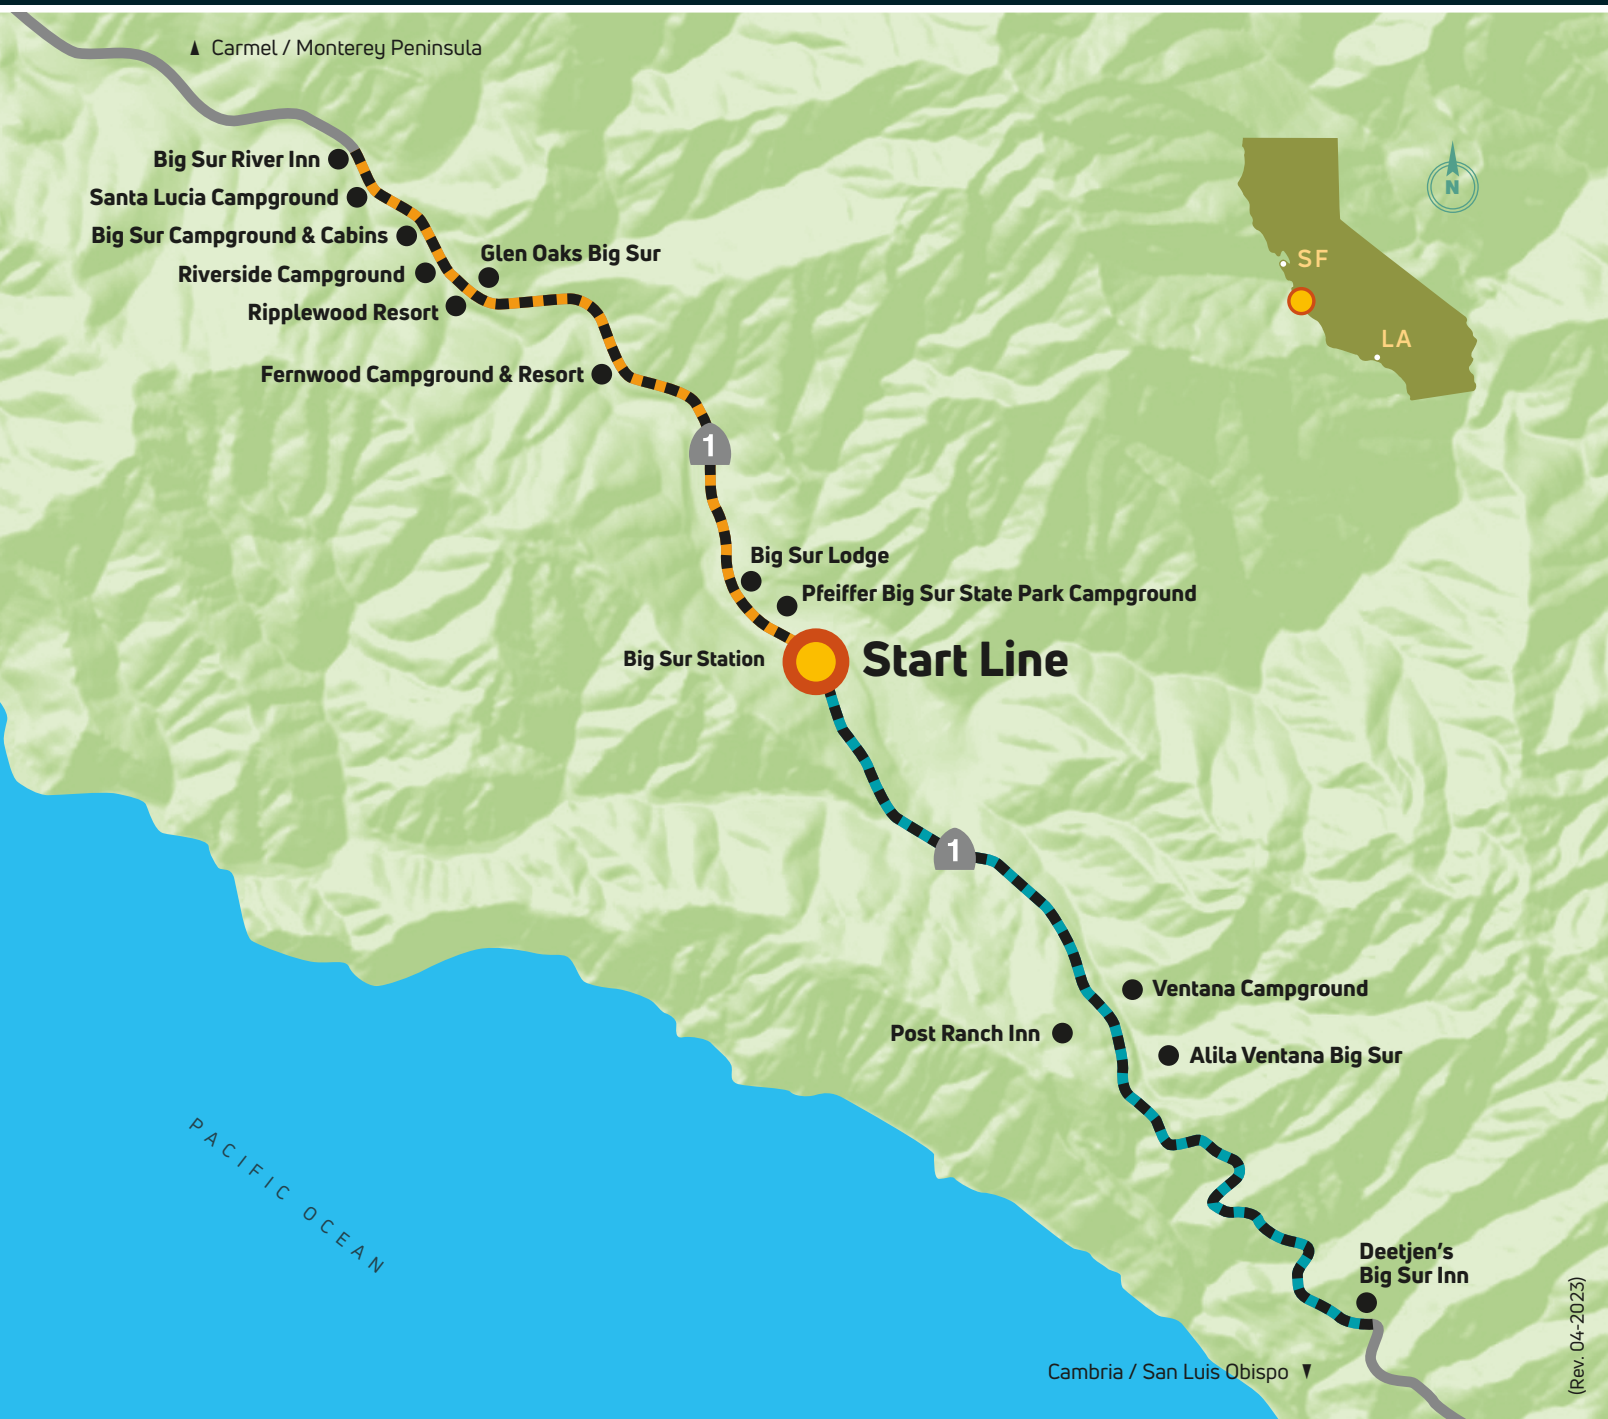 Carmel / Monterey Peninsula
Big Sur River Inn
Santa Lucia Campground
Big Sur Campground & Cabins
Glen Oaks Big Sur
Riverside Campground
Ripplewood Resort
Fernwood Campground & Resort
N
SF
LA
1
Big Sur Lodge
Pfeiffer Big Sur State Park Campground
Big Sur Station
Start Line
1
Ventana Campground
Post Ranch Inn
Alila Ventana Big Sur
PACIFIC OCEAN
Deetjen's
Big Sur Inn
Cambria / San Luis Obispo
(Rev. 04-2023)